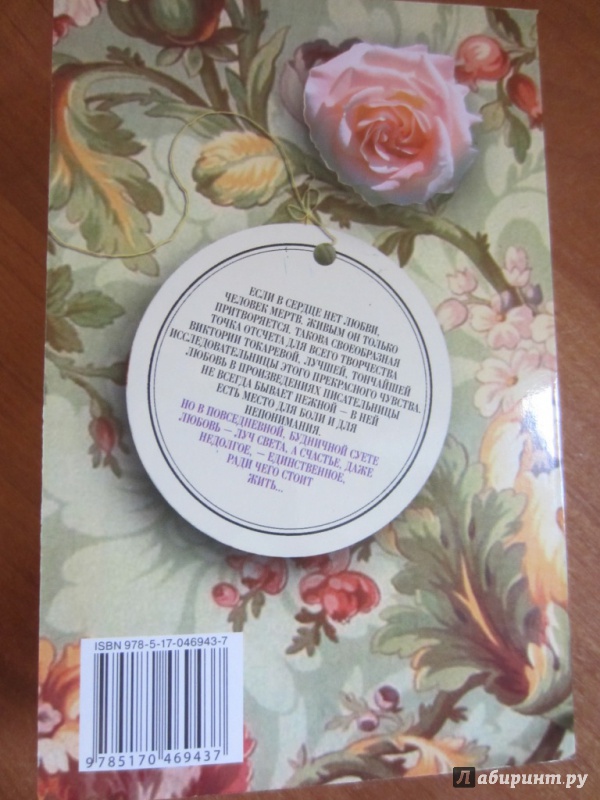 ЕСЛИ В СЕРДЦЕ НЕТ ЛЮБВИ,
ЧЕЛОВЕК МЕРТВ. ЖИВЫМ ОН ТОЛЬКО
ПРИТВОРЯЕТСЯ. ТАКОВА СВОЕОБРАЗНАЯ
ТОЧКА ОТСЧЕТА ДЛЯ ВСЕГО ТВОРЧЕСТВА
ВИКТОРИИ ТОКАРЕВОЙ, ЛУЧШЕЙ, ТОНЧАЙШЕЙ
ИССЛЕДОВАТЕЛЬНИЦЫ ЭТОГО ПРЕКРАСНОГО ЧУВСТВА.
ЛЮБОВЬ В ПРОИЗВЕДЕНИЯХ ПИСАТЕЛЬНИЦЫ
НЕ ВСЕГДА БЫВАЕТ НЕЖНОЙ — В НЕЙ
ЕСТЬ МЕСТО ДЛЯ БОЛИ И ДЛЯ
НЕПОНИМАНИЯ.
НО В ПОВСЕДНЕВНОЙ, БУДНИЧНОЙ СУЕТЕ
ЛЮБОВЬ — ЛУЧ СВЕТА, А СЧАСТЬЕ, ДАЖЕ
НЕДОЛГОЕ, — ЕДИНСТВЕННОЕ,
РАДИ ЧЕГО СТОИТ
ЖИТЬ...
ISBN 978-5-17-046943-7
9 785170 469437
Лабиринт.ру